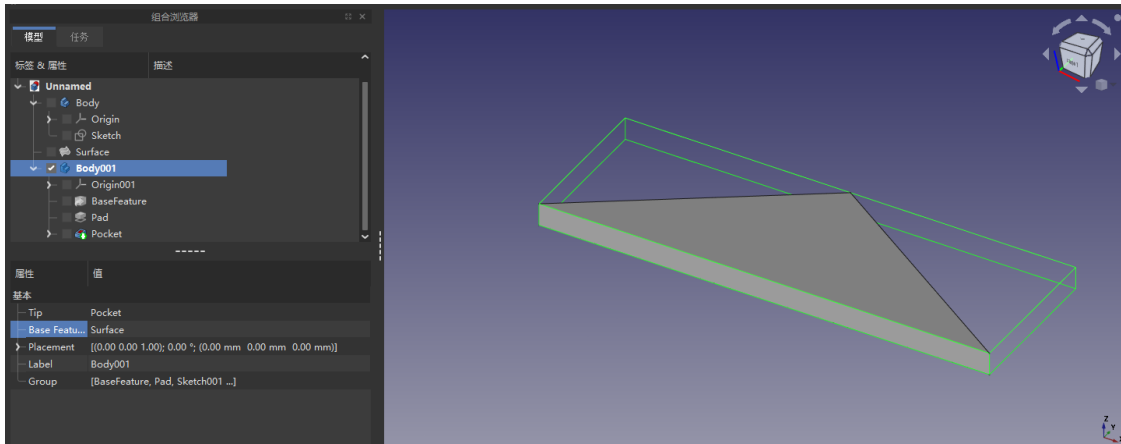 组合浏览器
模型 任务
标签 & 属性 描述
Unnamed
Body
Origin
Sketch
Surface
Body001
Origin001
BaseFeature
Pad
Pocket
属性 值
基本
Tip Pocket
Base Featu... Surface
Placement [(0.00 0.00 1.00); 0.00 °; (0.00 mm 0.00 mm 0.00 mm)]
Label Body001
Group [BaseFeature, Pad, Sketch001 ...]
Z
Y